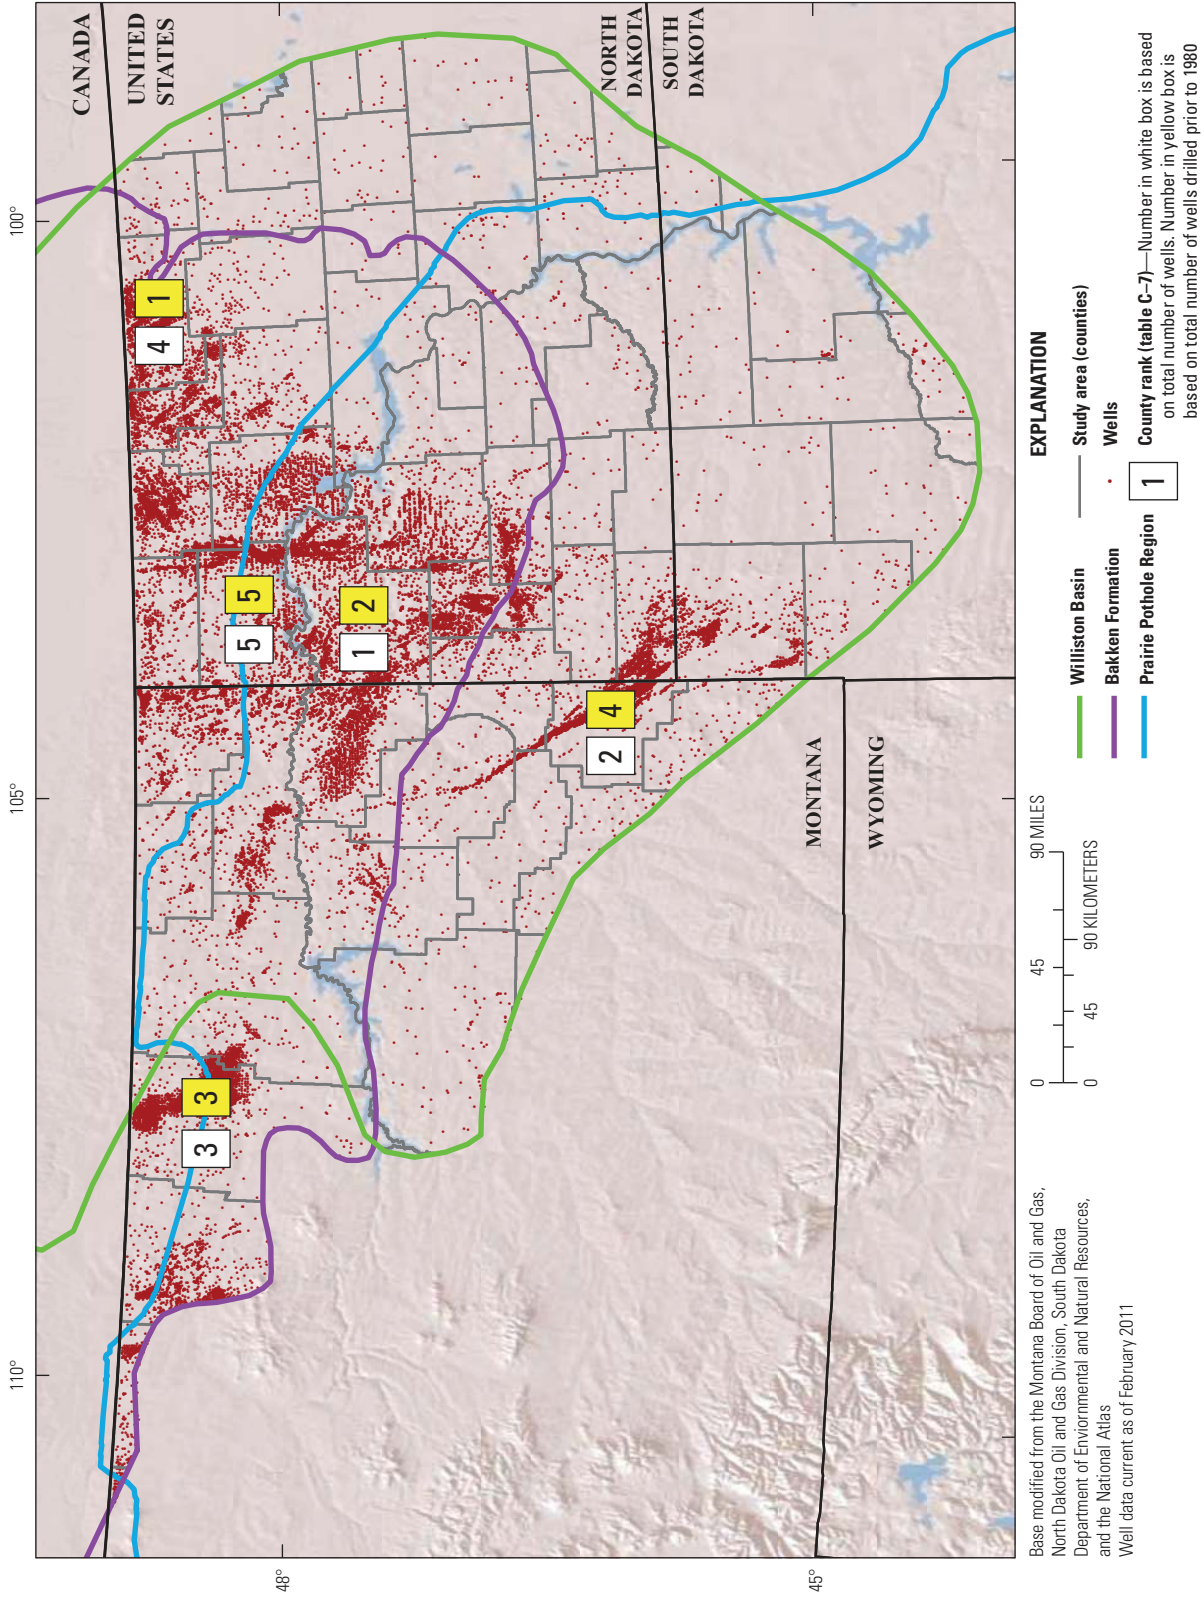 110°
105°
100°
48°
45°
CANADA
UNITED
STATES
NORTH
DAKOTA
SOUTH
DAKOTA
MONTANA
WYOMING
3
3
5
5
1
2
4
1
2
4
Base modified from the Montana Board of Oil and Gas,
North Dakota Oil and Gas Division, South Dakota
Department of Enviornmental and Natural Resources,
and the National Atlas
Well data current as of February 2011
0
45
90 MILES
0
45
90 KILOMETERS
EXPLANATION
Williston Basin
Bakken Formation
Prairie Pothole Region
Study area (counties)
Wells
1
County rank (table C–7)—Number in white box is based
on total number of wells. Number in yellow box is
based on total number of wells drilled prior to 1980